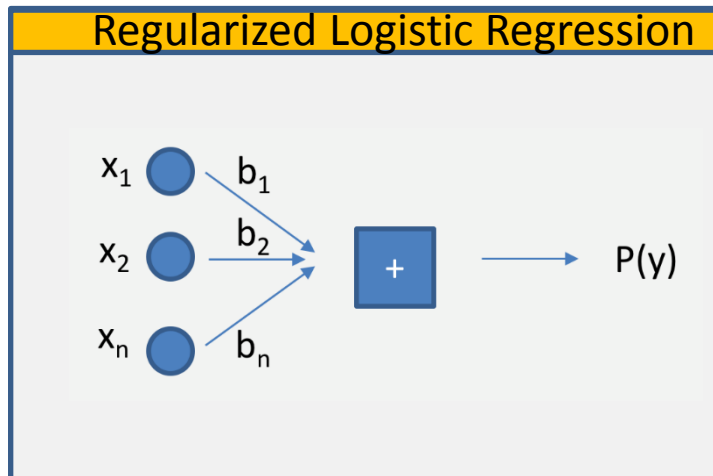 Regularized Logistic Regression
x₁ b₁
x₂ b₂ + P(y)
xₙ bₙ